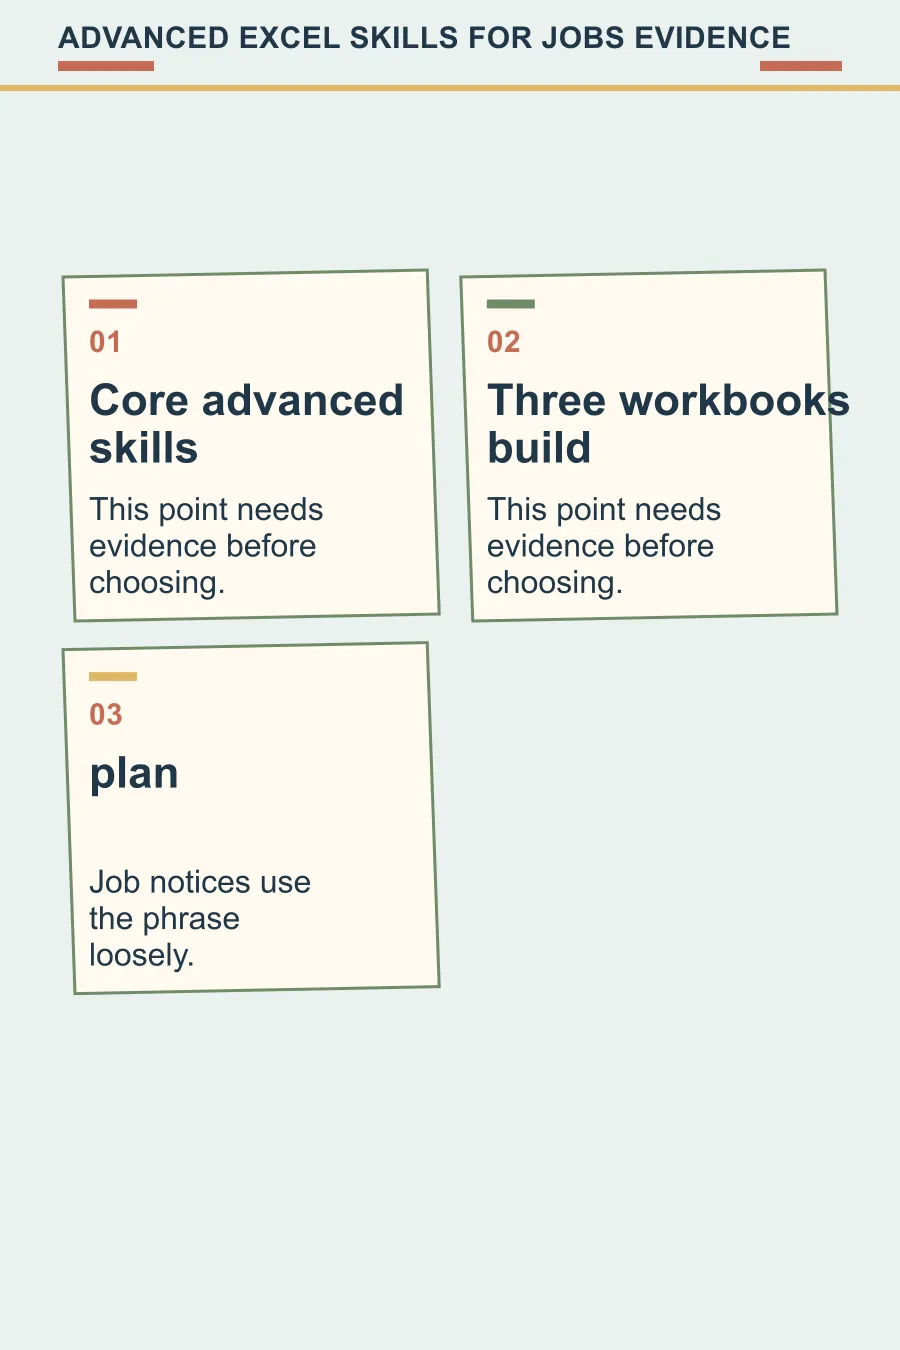 ADVANCED EXCEL SKILLS FOR JOBS EVIDENCE
01
Core advanced
skills
This point needs
evidence before
choosing.
02
Three workbooks
build
This point needs
evidence before
choosing.
03
plan
Job notices use
the phrase
loosely.